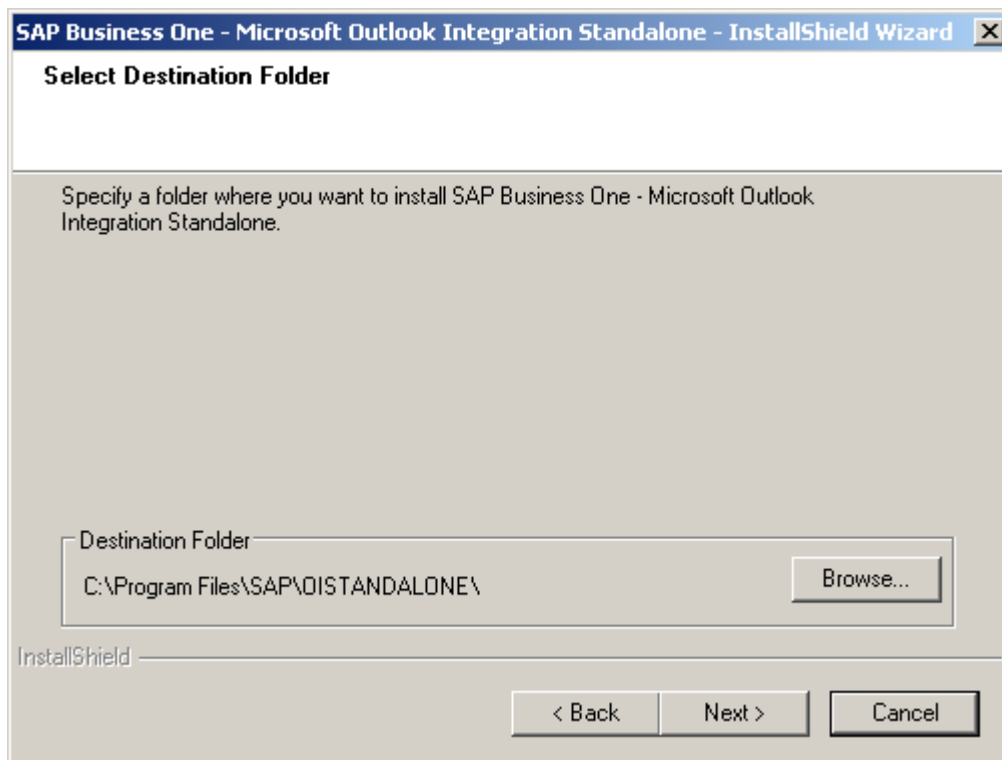 SAP Business One - Microsoft Outlook Integration Standalone - InstallShield Wizard
Select Destination Folder
Specify a folder where you want to install SAP Business One - Microsoft Outlook
Integration Standalone.
Destination Folder
C:\Program Files\SAP\OISTANDALONE\
Browse...
InstallShield
< Back
Next >
Cancel